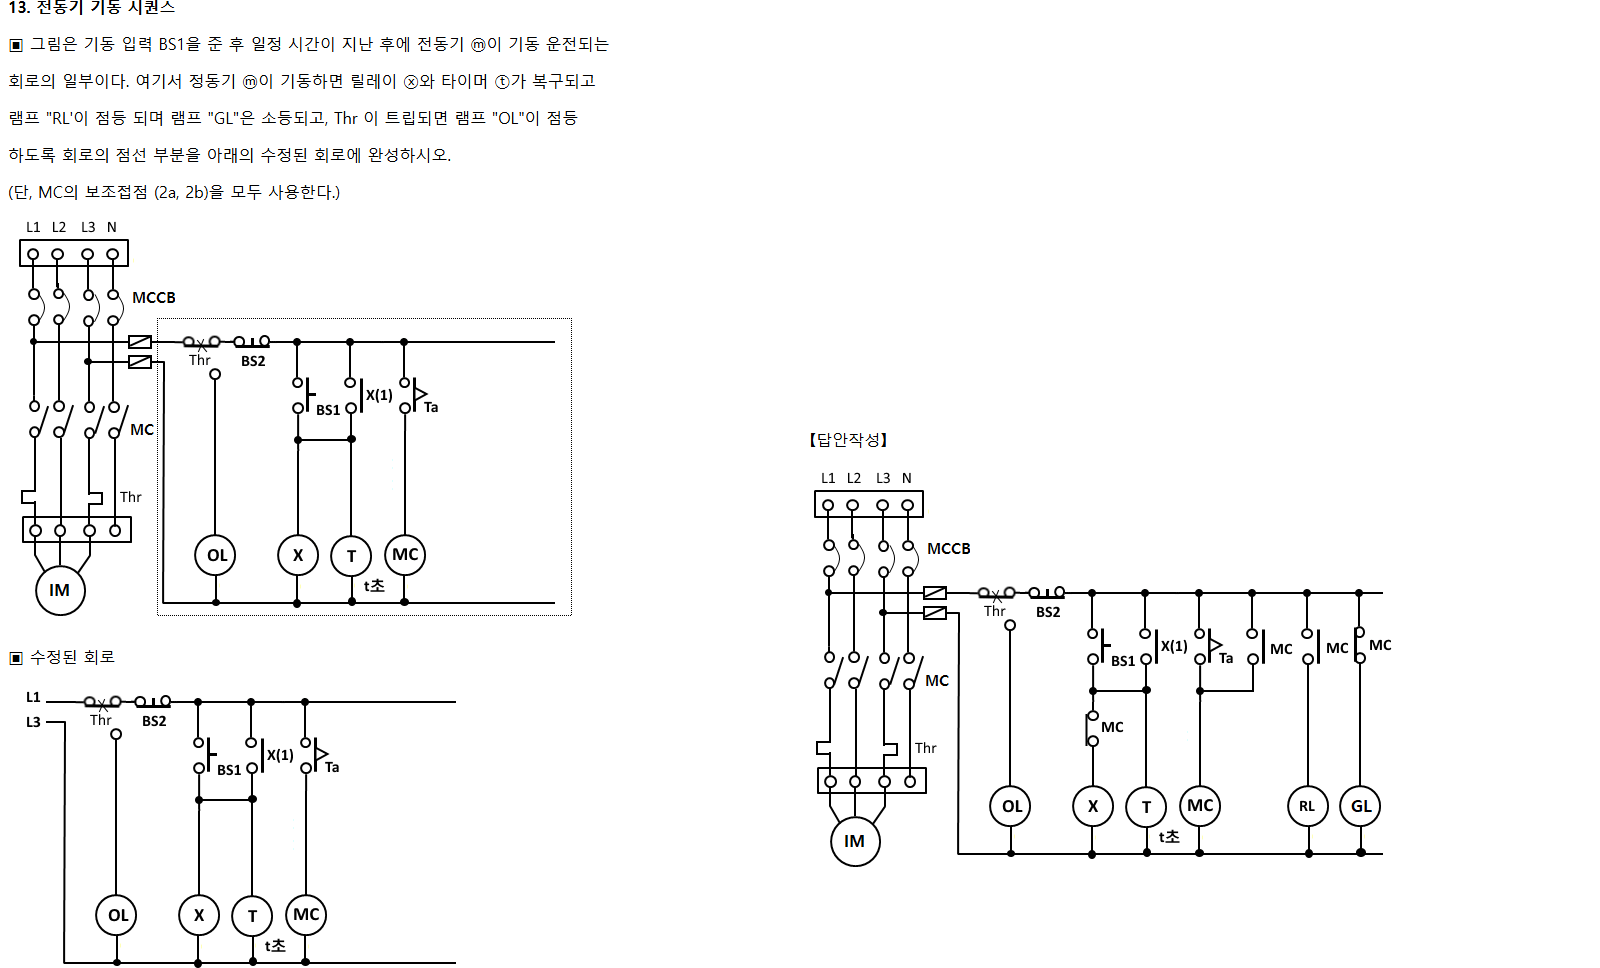 13. 전동기 기동 시퀀스
▣ 그림은 기동 입력 BS1을 준 후 일정 시간이 지난 후에 전동기 ⓜ이 기동 운전되는
회로의 일부이다. 여기서 정동기 ⓜ이 기동하면 릴레이 ⓧ와 타이머 ⓣ가 복구되고
램프 "RL'이 점등 되며 램프 "GL"은 소등되고, Thr 이 트립되면 램프 "OL"이 점등
하도록 회로의 점선 부분을 아래의 수정된 회로에 완성하시오.
(단, MC의 보조접점 (2a, 2b)을 모두 사용한다.)
L1 L2 L3 N
MCCB
Thr
BS2
BS1
X(1)
Ta
MC
Thr
OL
X
T
MC
t초
IM
▣ 수정된 회로
L1
L3
Thr
BS2
BS1
X(1)
Ta
OL
X
T
MC
t초
【답안작성】
L1 L2 L3 N
MCCB
Thr
BS2
BS1
X(1)
Ta
MC
MC
MC
MC
MC
Thr
OL
X
T
MC
RL
GL
t초
IM